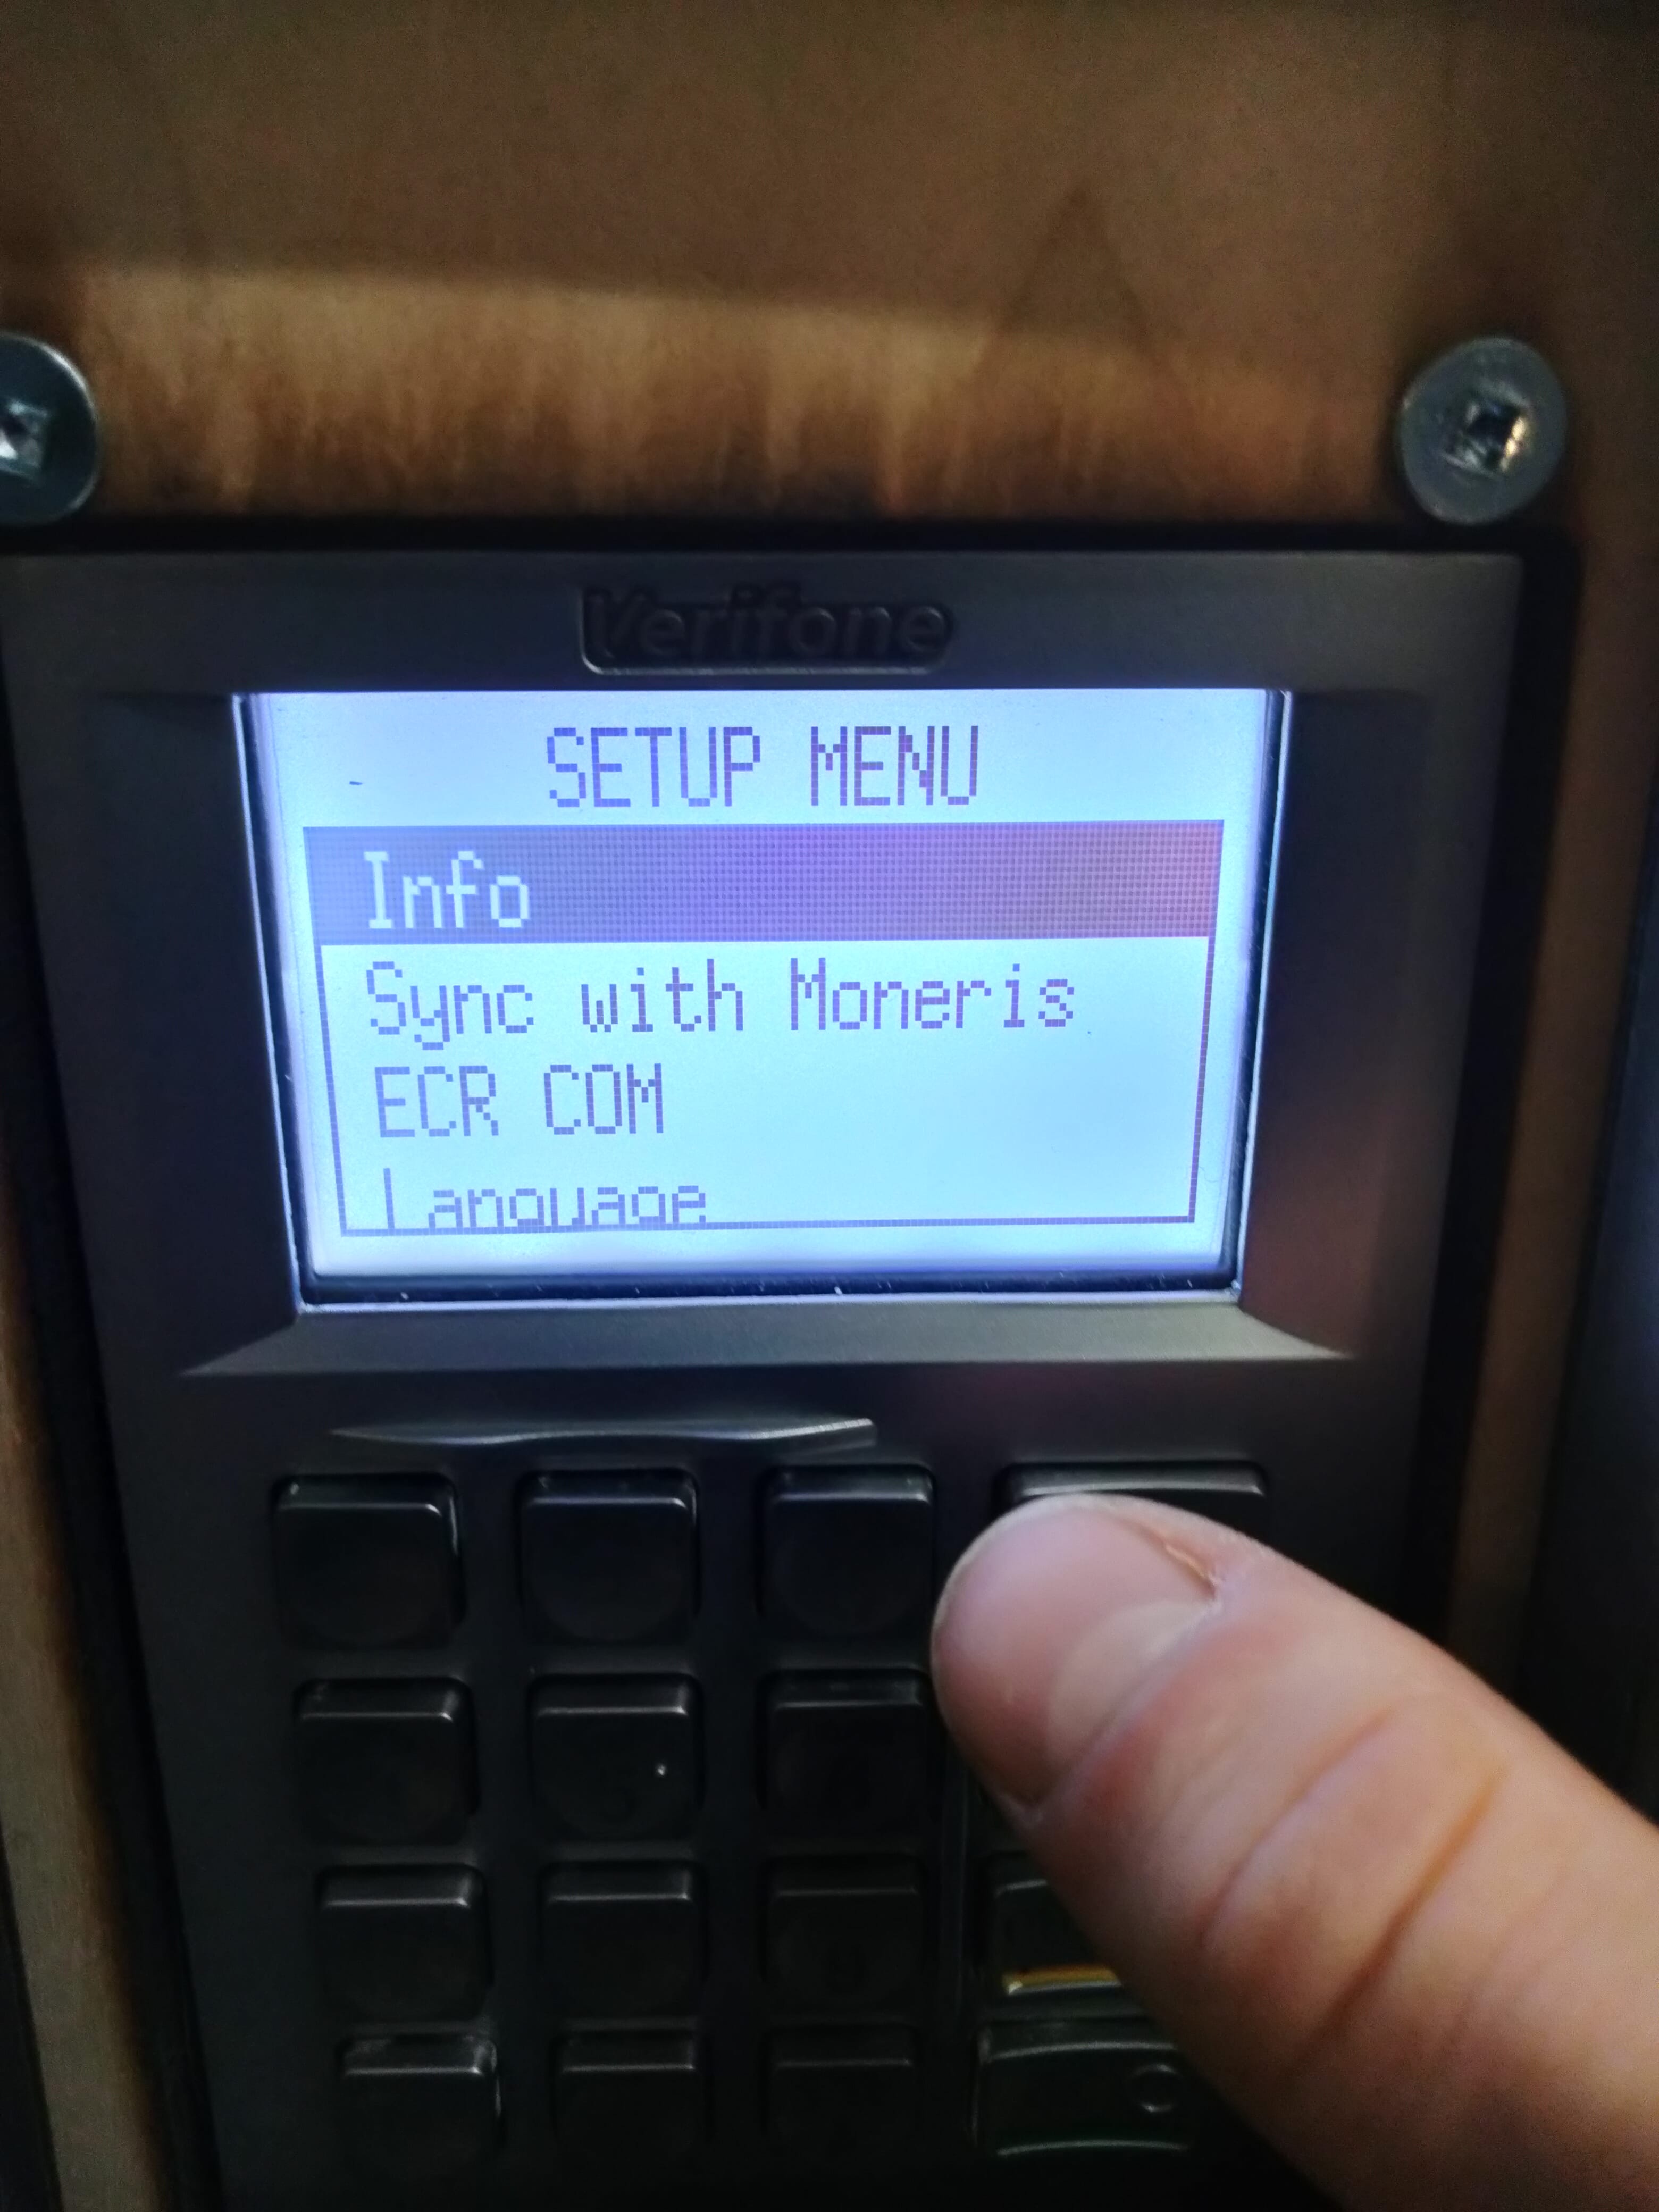 Verifone
SETUP MENU
Info
Sync with Moneris
ECR COM
Language